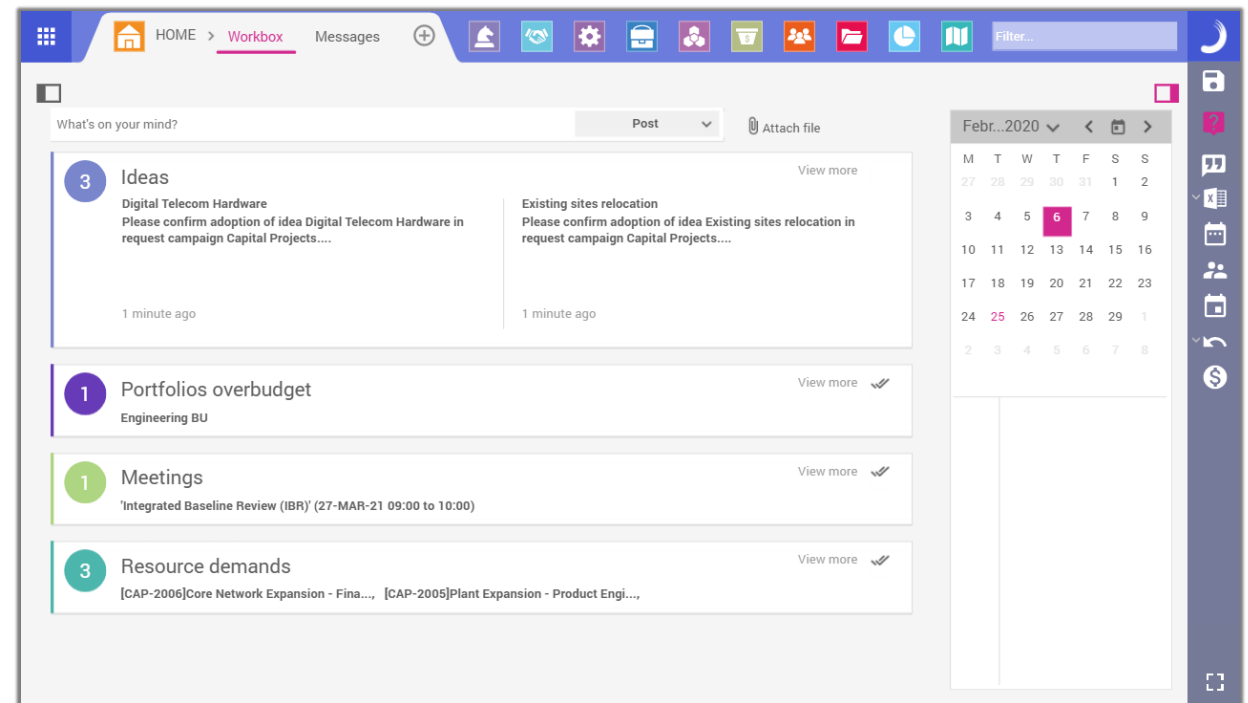 HOME > Workbox Messages
Filter...
What's on your mind?
Post
Attach file
3
Ideas
View more
Digital Telecom Hardware
Please confirm adoption of idea Digital Telecom Hardware in
request campaign Capital Projects....
1 minute ago
Existing sites relocation
Please confirm adoption of idea Existing sites relocation in
request campaign Capital Projects....
1 minute ago
1
Portfolios overbudget
View more
Engineering BU
1
Meetings
View more
'Integrated Baseline Review (IBR)' (27-MAR-21 09:00 to 10:00)
3
Resource demands
View more
[CAP-2006]Core Network Expansion - Fina..., [CAP-2005]Plant Expansion - Product Engi...,
Febr...2020
M T W T F S S
27 28 29 30 31 1 2
3 4 5 6 7 8 9
10 11 12 13 14 15 16
17 18 19 20 21 22 23
24 25 26 27 28 29 1
2 3 4 5 6 7 8